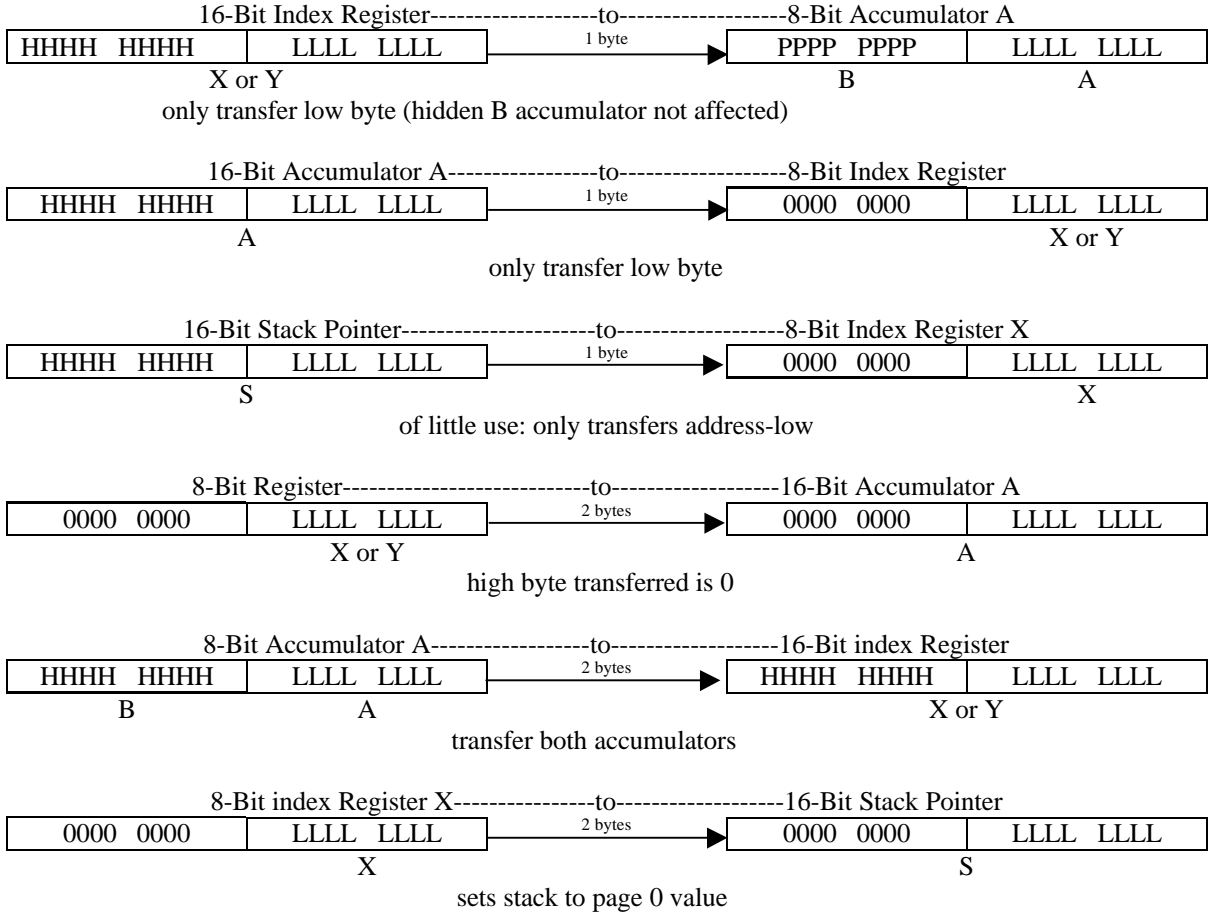 16-Bit Index Register-------------------to-------------------8-Bit Accumulator A
HHHH HHHH LLLL LLLL 1 byte PPPP PPPP LLLL LLLL
X or Y B A
only transfer low byte (hidden B accumulator not affected)
16-Bit Accumulator A-----------------to-------------------8-Bit Index Register
HHHH HHHH LLLL LLLL 1 byte 0000 0000 LLLL LLLL
A X or Y
only transfer low byte
16-Bit Stack Pointer----------------------to-------------------8-Bit Index Register X
HHHH HHHH LLLL LLLL 1 byte 0000 0000 LLLL LLLL
S X
of little use: only transfers address-low
8-Bit Register----------------------------to-------------------16-Bit Accumulator A
0000 0000 LLLL LLLL 2 bytes 0000 0000 LLLL LLLL
X or Y A
high byte transferred is 0
8-Bit Accumulator A------------------to-------------------16-Bit index Register
HHHH HHHH LLLL LLLL 2 bytes HHHH HHHH LLLL LLLL
B A X or Y
transfer both accumulators
8-Bit index Register X----------------to-------------------16-Bit Stack Pointer
0000 0000 LLLL LLLL 2 bytes 0000 0000 LLLL LLLL
X S
sets stack to page 0 value